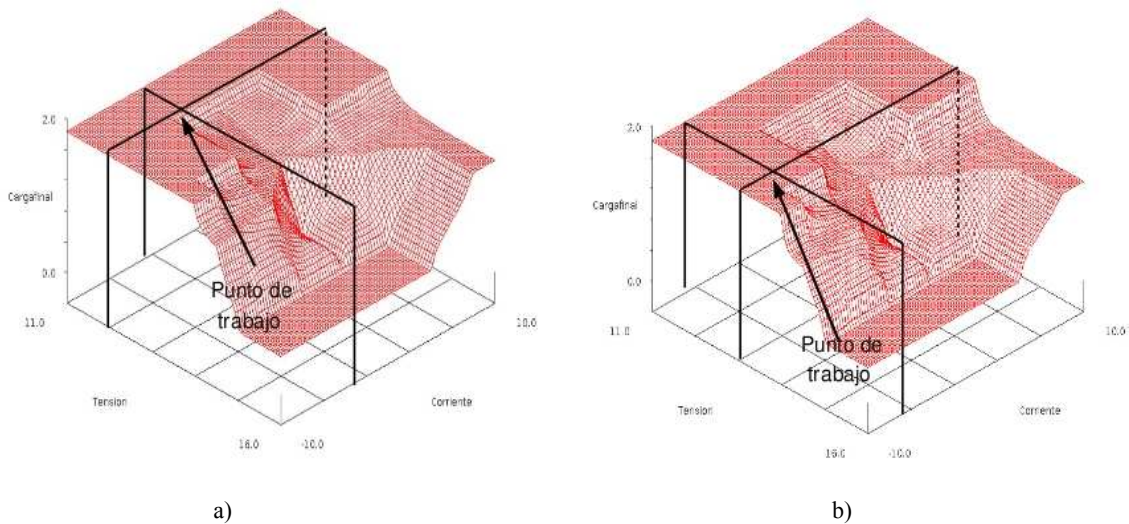 2.0
Cargafinal
0.0
11.0
Punto de
trabajo
10.0
Tension
Corriente
16.0
-10.0
a)
2.0
Cargafinal
0.0
11.0
Punto de
trabajo
10.0
Tension
Corriente
16.0
-10.0
b)